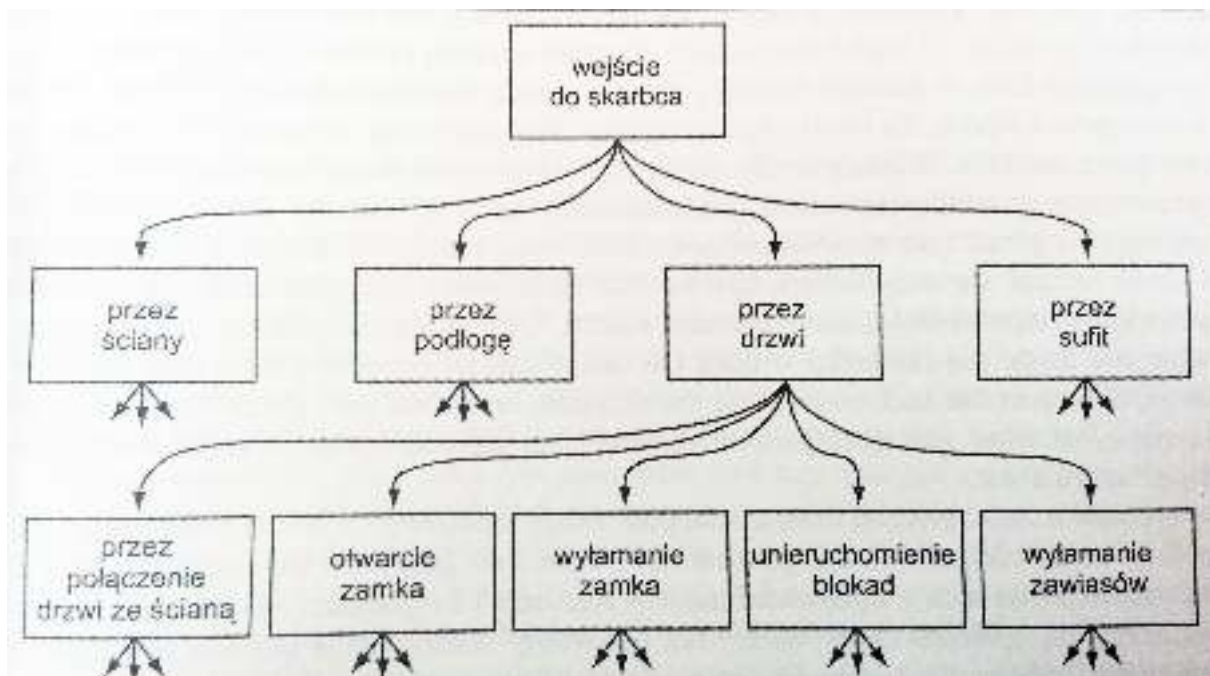 wejście
do skarbca
przez
ściany
przez
podłogę
przez
drzwi
przez
sufit
przez
połączenie
drzwi ze ścianą
otwarcie
zamka
wyłamanie
zamka
unieruchomienie
blokad
wyłamanie
zawiasów